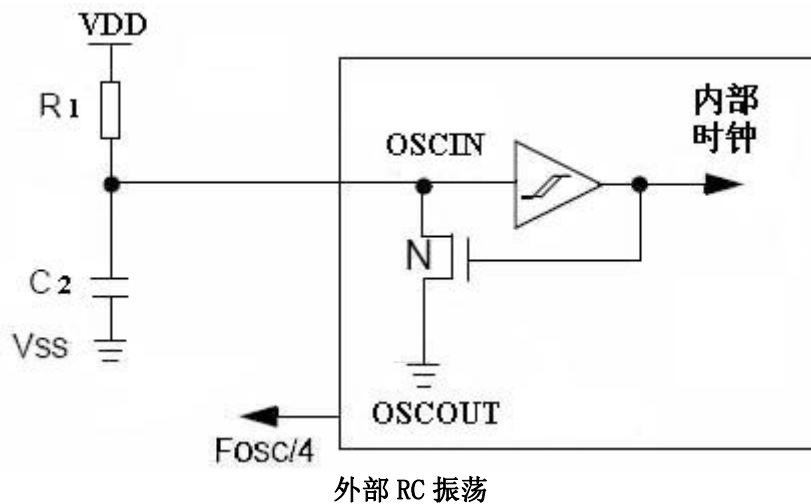 VDD
R1
OSCIN
内部
时钟
N
C2
VSS
OSCOUT
FOSC/4
外部 RC 振荡